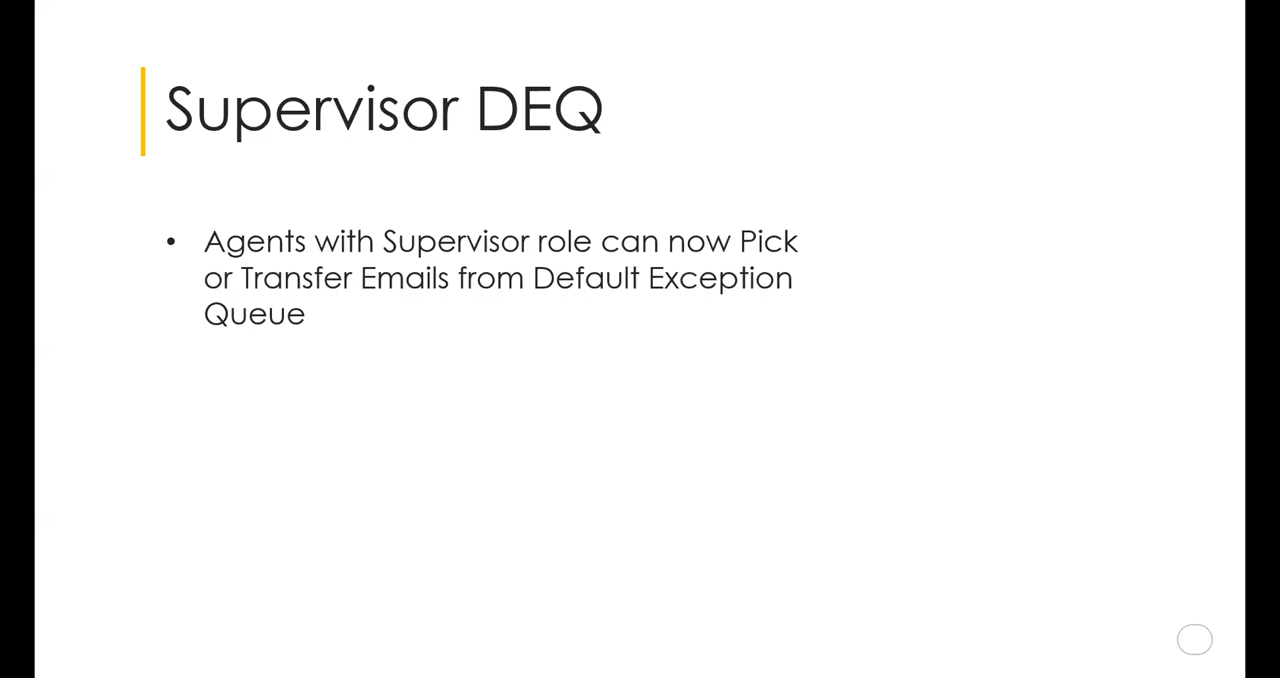 Supervisor DEQ
• Agents with Supervisor role can now Pick
or Transfer Emails from Default Exception
Queue